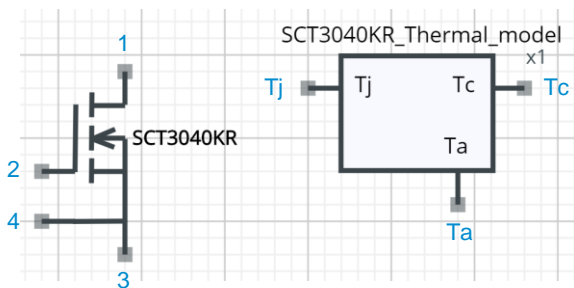 1
SCT3040KR_Thermal_model
x1
Tj
Tj
Tc
Tc
SCT3040KR
Ta
2
4
Ta
3